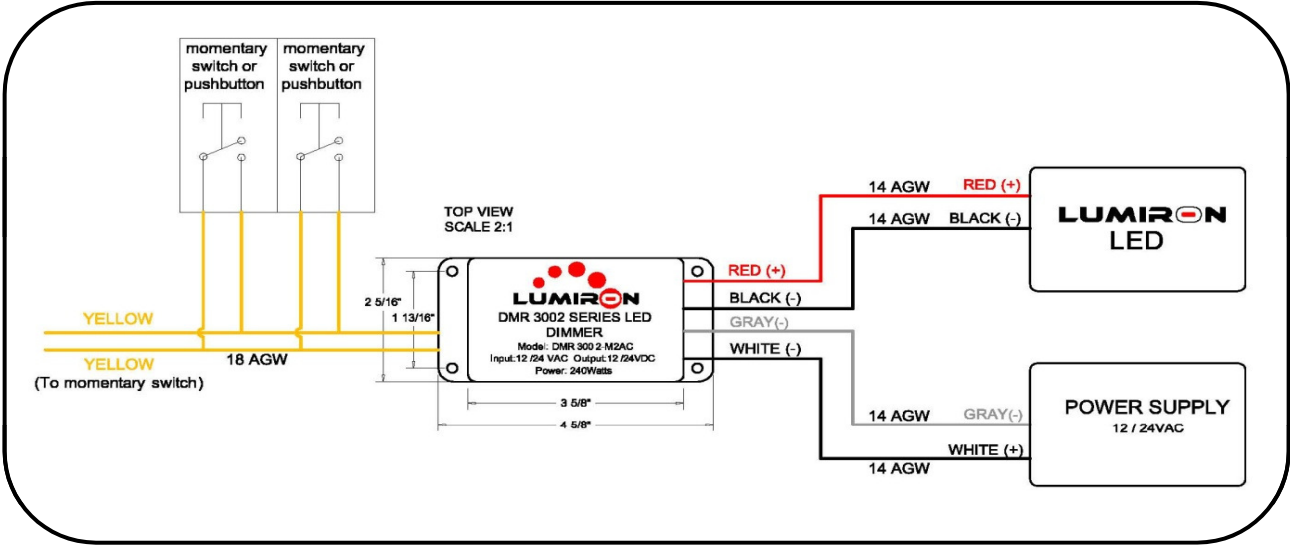 momentary
switch or
pushbutton
momentary
switch or
pushbutton
TOP VIEW
SCALE 2:1
2 5/16"
1 13/16"
LUMIRON
DMR 3002 SERIES LED
DIMMER
Model: DMR 300 2-M2AC
Input:12 /24 VAC Output:12 /24VDC
Power: 240Watts
3 5/8"
4 5/8"
YELLOW
YELLOW
18 AGW
(To momentary switch)
RED (+)
BLACK (-)
GRAY(-)
WHITE (-)
14 AGW
RED (+)
14 AGW
BLACK (-)
LUMIRON
LED
14 AGW
GRAY(-)
WHITE (+)
14 AGW
POWER SUPPLY
12 / 24VAC